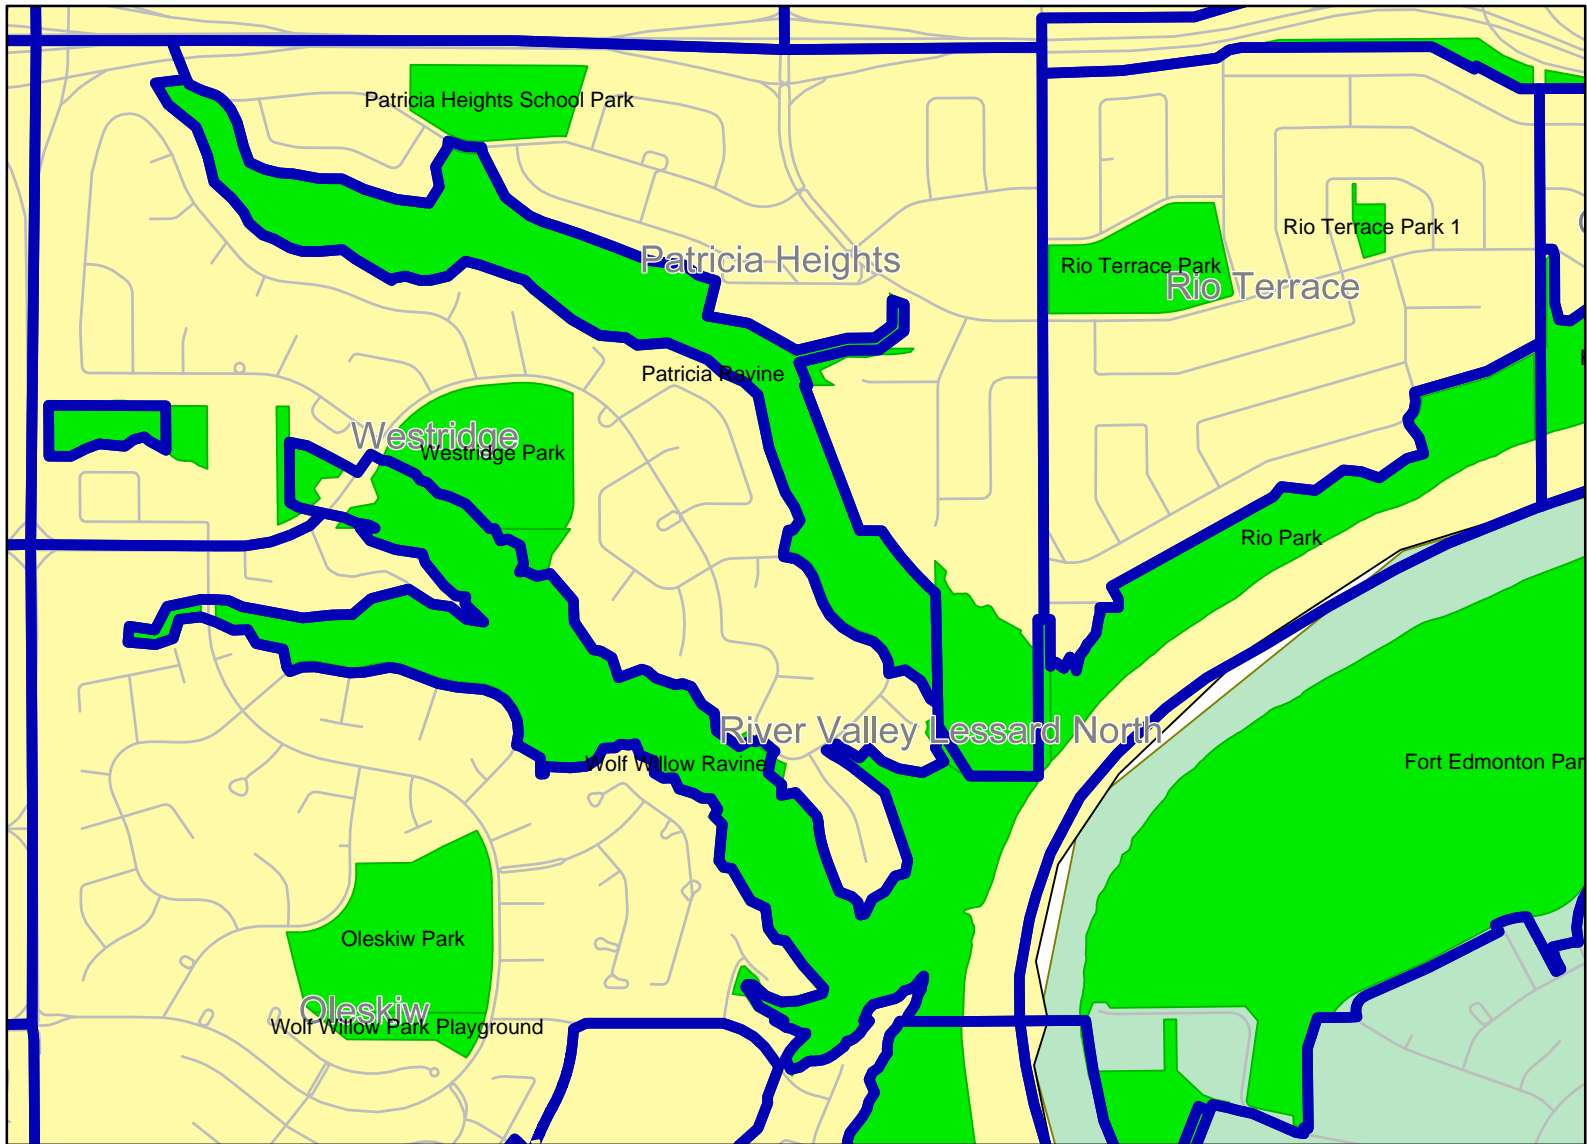 Patricia Heights School Park
Rio Terrace Park 1
Patricia Heights
Rio Terrace Park
Rio Terrace
Patricia Ravine
Westridge
Westridge Park
Rio Park
River Valley Lessard North
Wolf Willow Ravine
Fort Edmonton Par
Oleskiw Park
Oleskiw
Wolf Willow Park Playground